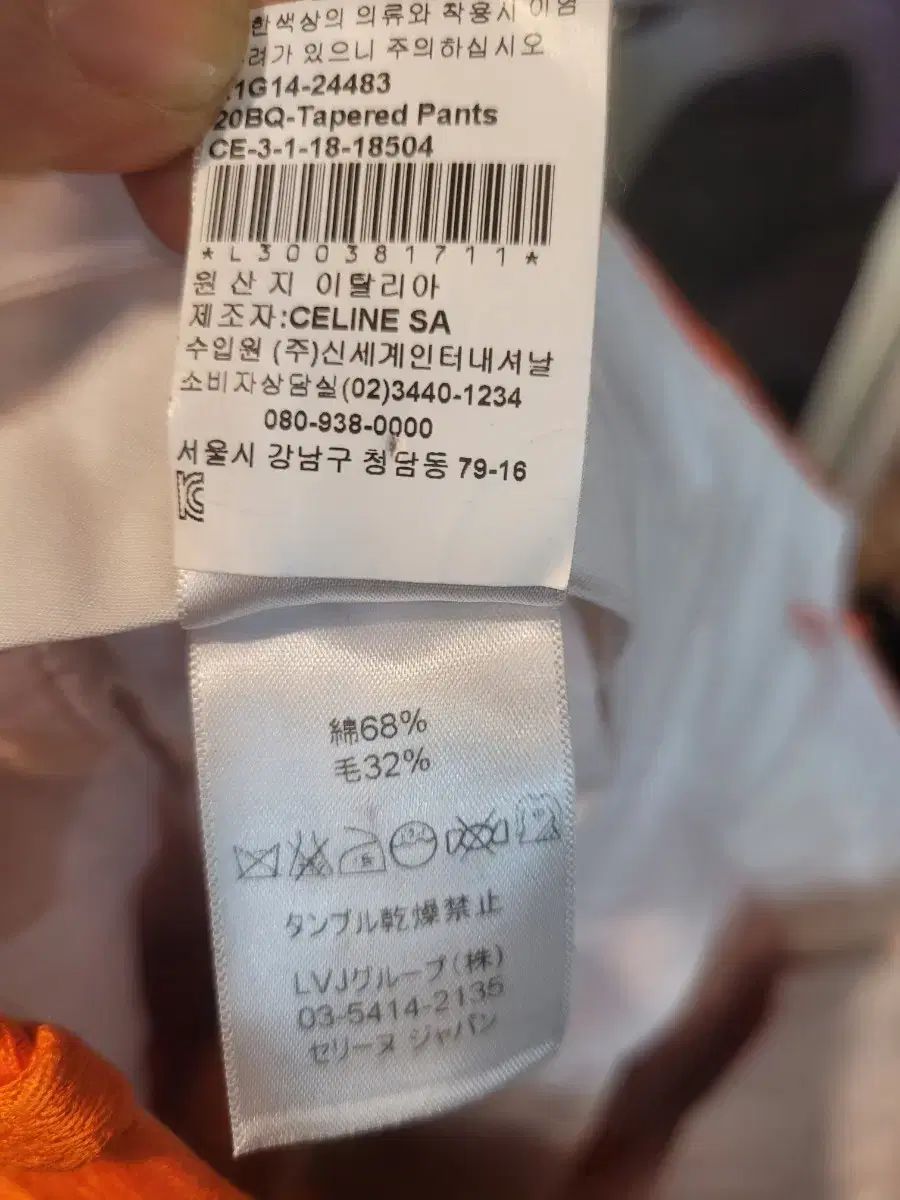 한색상의 의류와 착용시 이염
려가 있으니 주의하십시오
1G14-24483
20BQ-Tapered Pants
CE-3-1-18-18504
*L300381711*
원산지 이탈리아
제조자:CELINE SA
수입원 (주)신세계인터내셔날
소비자상담실(02)3440-1234
080-938-0000
서울시 강남구 청담동 79-16
綿68%
毛32%
タンブル乾燥禁止
LVJグループ(株)
03-5414-2135
セリーヌ ジャパン